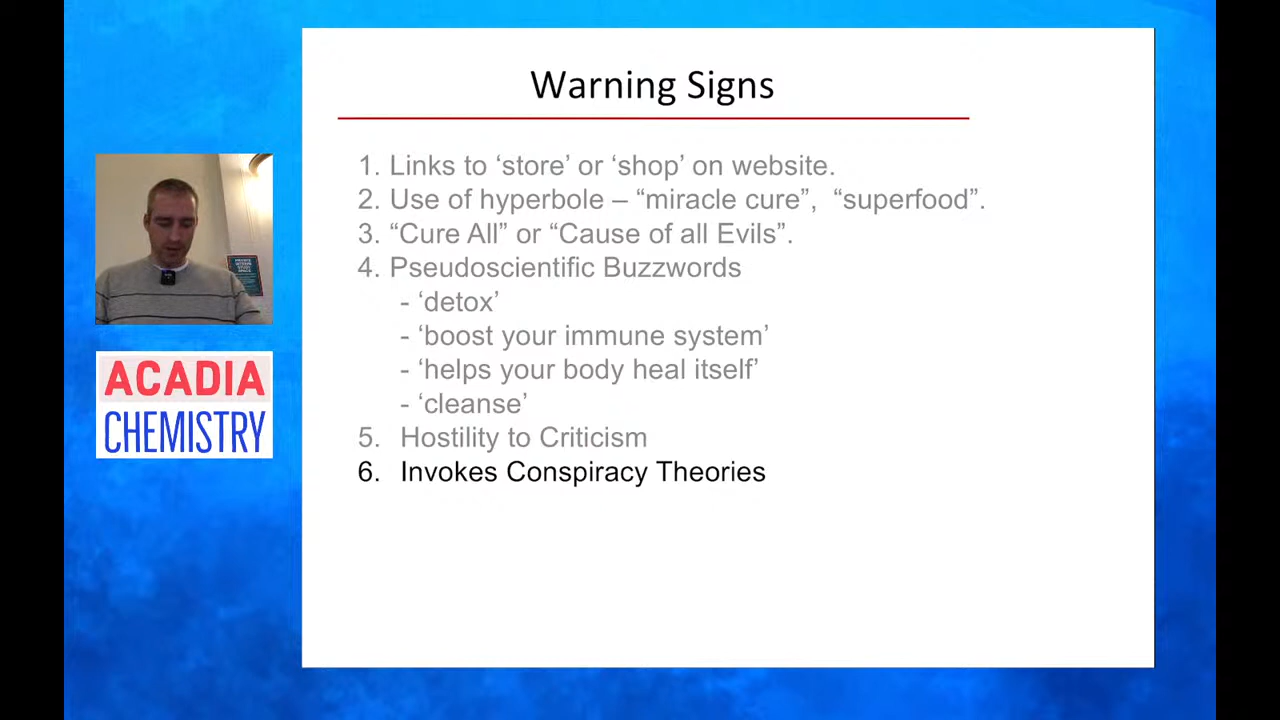 Warning Signs
1. Links to ‘store’ or ‘shop’ on website.
2. Use of hyperbole – “miracle cure”, “superfood”.
3. “Cure All” or “Cause of all Evils”.
4. Pseudoscientific Buzzwords
- ‘detox’
- ‘boost your immune system’
- ‘helps your body heal itself’
- ‘cleanse’
5. Hostility to Criticism
6. Invokes Conspiracy Theories
ACADIA
CHEMISTRY